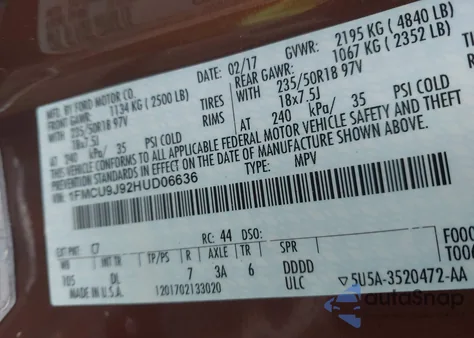 MFD. BY FORD MOTOR CO.
DATE: 02/17 GVWR: 2195 KG ( 4840 LB)
FRONT GAWR: 1134 KG ( 2500 LB) REAR GAWR: 1067 KG ( 2352 LB)
WITH 235/50R18 97V TIRES WITH 235/50R18 97V
18x7.5J RIMS 18x7.5J
AT 240 kPa/ 35 PSI COLD AT 240 kPa/ 35 PSI COLD
THIS VEHICLE CONFORMS TO ALL APPLICABLE FEDERAL MOTOR VEHICLE SAFETY AND THEFT
PREVENTION STANDARDS IN EFFECT ON THE DATE OF MANUFACTURE SHOWN ABOVE.
VIN: 1FMCU9J92HUD06636 TYPE: MPV
F000
T006
EXT PNT: RC: 44 DSO:
WB INT TR TP/PS R AXLE TR SPR
105 DL 7 3A 6 DDDD
MADE IN U.S.A. 1201702133020 ULC ▽5U5A-3520472-AA
autoSnap